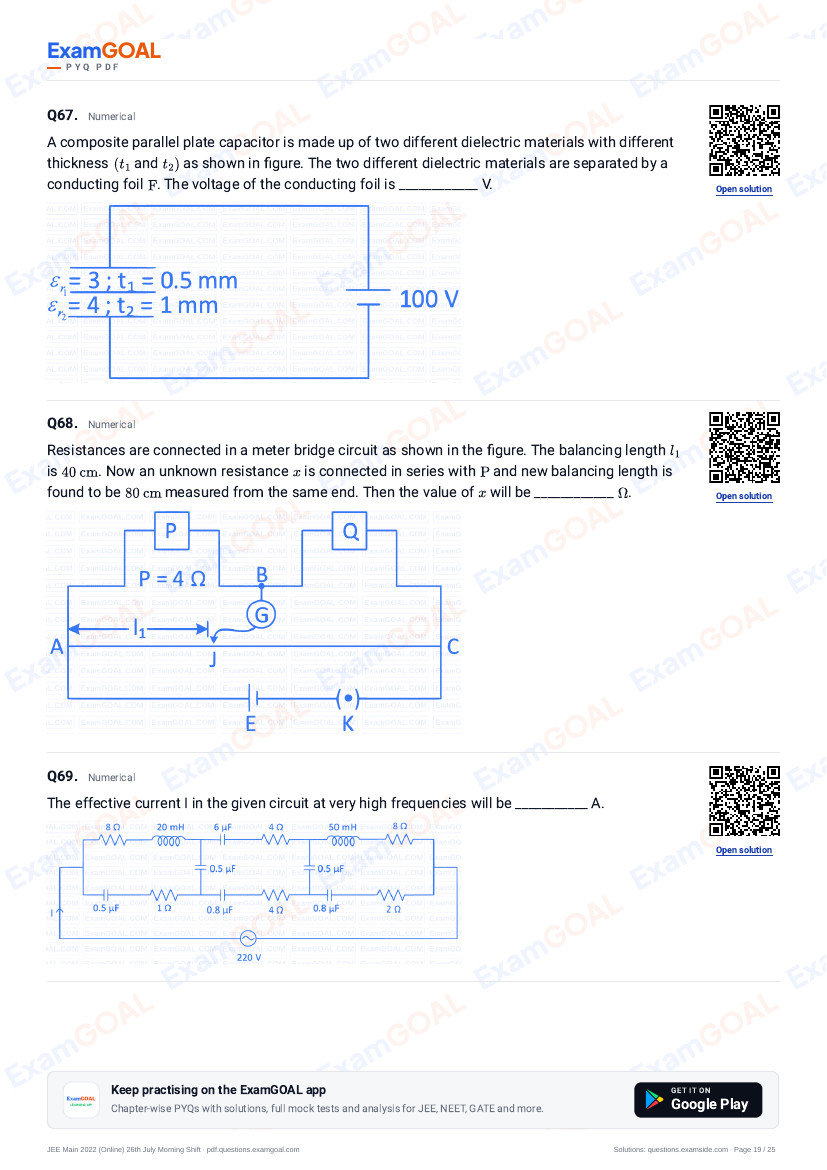 ExamGOAL
PYQ PDF
Q67. Numerical
A composite parallel plate capacitor is made up of two different dielectric materials with different
thickness (t₁ and t₂) as shown in figure. The two different dielectric materials are separated by a
conducting foil F. The voltage of the conducting foil is ____________ V.
Open solution
εr₁ = 3 ; t₁ = 0.5 mm
εr₂ = 4 ; t₂ = 1 mm
100 V
Q68. Numerical
Resistances are connected in a meter bridge circuit as shown in the figure. The balancing length l₁
is 40 cm. Now an unknown resistance x is connected in series with P and new balancing length is
found to be 80 cm measured from the same end. Then the value of x will be ____________ Ω.
Open solution
P
Q
P = 4 Ω
B
G
l₁
A
C
J
E
K
Q69. Numerical
The effective current I in the given circuit at very high frequencies will be ___________ A.
Open solution
8 Ω 20 mH 6 μF 4 Ω 50 mH 8 Ω
0.5 μF 0.5 μF
0.5 μF 1 Ω 0.8 μF 4 Ω 0.8 μF 2 Ω
I
220 V
Keep practising on the ExamGOAL app
Chapter-wise PYQs with solutions, full mock tests and analysis for JEE, NEET, GATE and more.
ExamGOAL
GET IT ON
Google Play
JEE Main 2022 (Online) 26th July Morning Shift · pdf.questions.examgoal.com
Solutions: questions.examside.com · Page 19 / 25